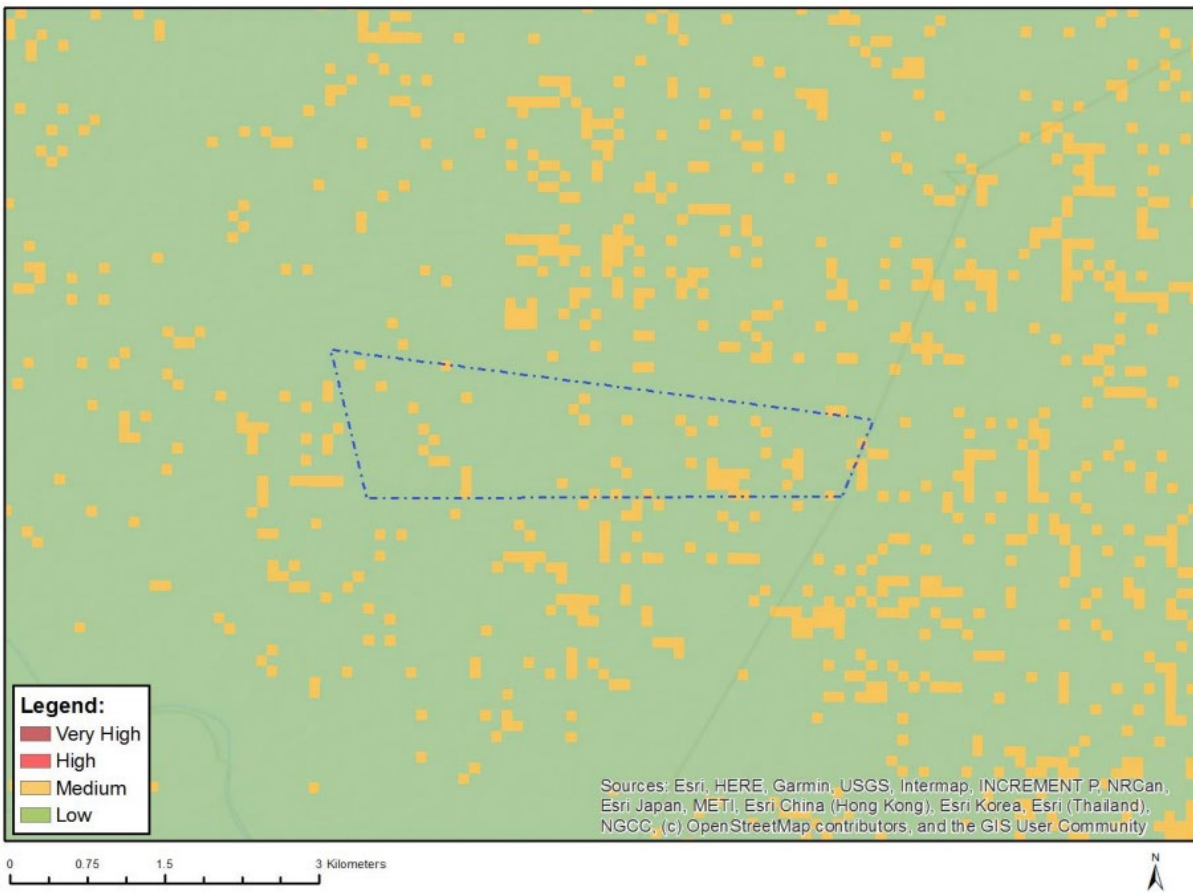 Legend:
Very High
High
Medium
Low
Sources: Esri, HERE, Garmin, USGS, Intermap, INCREMENT P, NRCan,
Esri Japan, METI, Esri China (Hong Kong), Esri Korea, Esri (Thailand),
NGCC, (c) OpenStreetMap contributors, and the GIS User Community
0 0.75 1.5 3 Kilometers
N